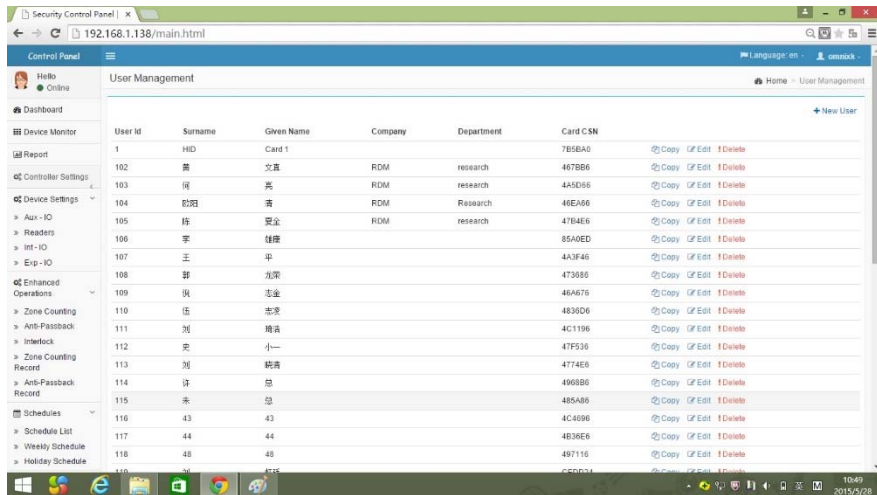 Security Control Panel |
192.168.1.138/main.html
Control Panel
Language: en
omnixk
Hello
Online
User Management
Home > User Management
Dashboard
Device Monitor
Report
Controller Settings
Device Settings
» Aux - IO
» Readers
» Int - IO
» Exp - IO
Enhanced Operations
» Zone Counting
» Anti-Passback
» Interlock
» Zone Counting Record
» Anti-Passback Record
Schedules
» Schedule List
» Weekly Schedule
» Holiday Schedule
+ New User
User Id Surname Given Name Company Department Card CSN
1 HID Card 1 7B5BA0 Copy Edit Delete
102 黄 文直 RDM research 467BB6 Copy Edit Delete
103 何 亮 RDM research 4A5D66 Copy Edit Delete
104 欧阳 清 RDM Research 46EA66 Copy Edit Delete
105 陈 夏全 RDM research 47B4E6 Copy Edit Delete
106 李 85A0ED Copy Edit Delete
107 王 平 4A3F46 Copy Edit Delete
108 郭 龙荣 473686 Copy Edit Delete
109 倪 志金 46A676 Copy Edit Delete
110 伍 志凌 4836D6 Copy Edit Delete
111 刘 琦洁 4C1196 Copy Edit Delete
112 史 小一 47F536 Copy Edit Delete
113 刘 晓青 4774E6 Copy Edit Delete
114 许 总 4968B6 Copy Edit Delete
115 朱 总 485A86 Copy Edit Delete
116 43 43 4C4696 Copy Edit Delete
117 44 44 4B36E6 Copy Edit Delete
118 48 48 497116 Copy Edit Delete
10:49
2015/5/28